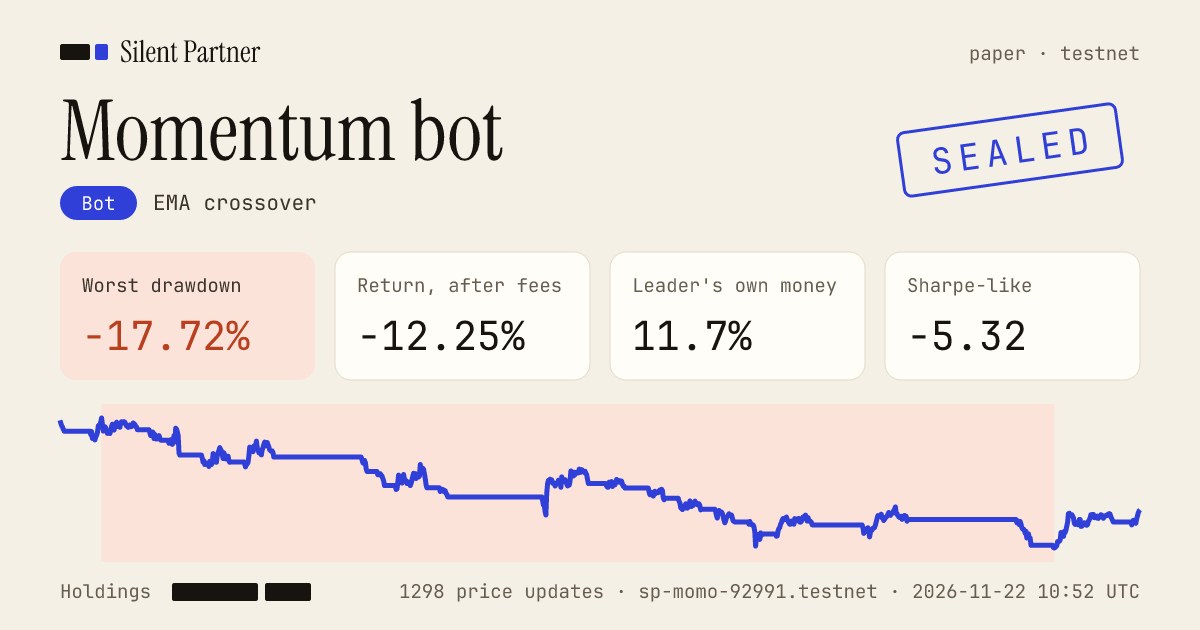 Silent Partner
paper · testnet
Momentum bot
SEALED
Bot
EMA crossover
Worst drawdown
-17.72%
Return, after fees
-12.25%
Leader's own money
11.7%
Sharpe-like
-5.32
Holdings
1298 price updates · sp-momo-92991.testnet · 2026-11-22 10:52 UTC